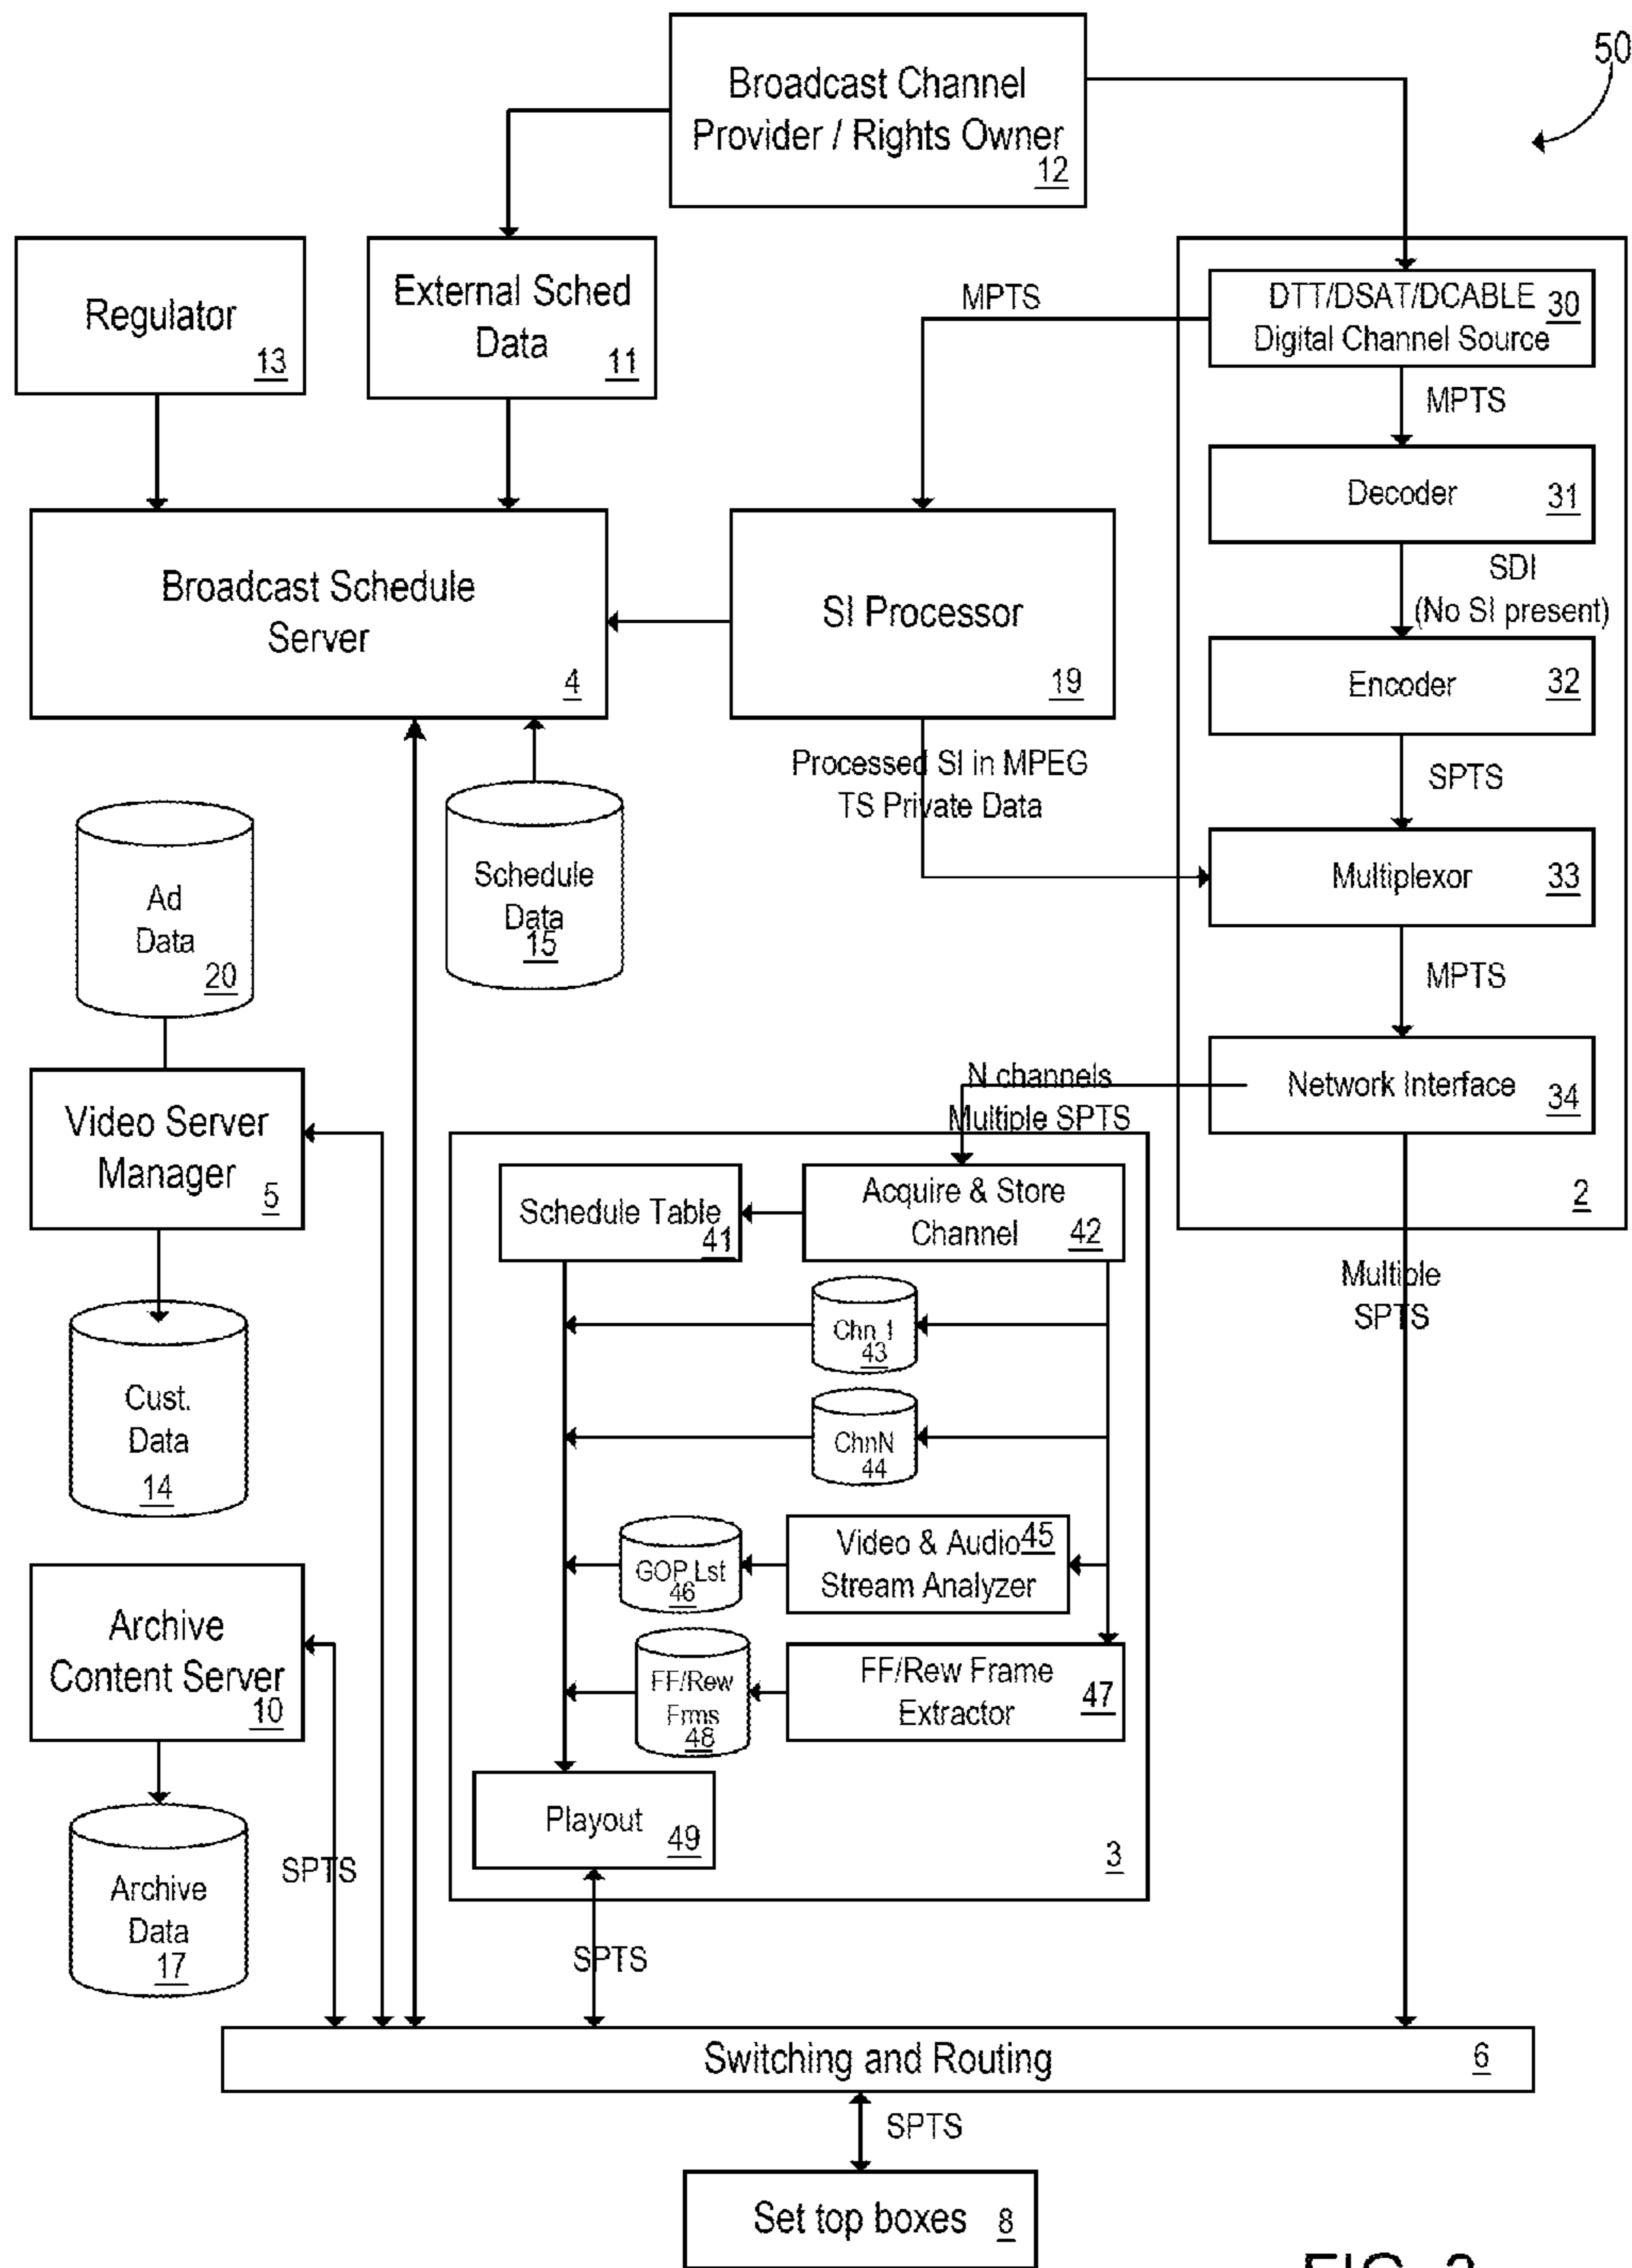 50
Broadcast Channel
Provider / Rights Owner
12
Regulator
13
External Sched
Data
11
MPTS
DTT/DSAT/DCABLE
Digital Channel Source
30
MPTS
Decoder
31
SDI
(No SI present)
Broadcast Schedule
Server
4
SI Processor
19
Encoder
32
Processed SI in MPEG
TS Private Data
SPTS
Multiplexor
33
MPTS
Ad
Data
20
Schedule
Data
15
N channels
Multiple SPTS
Network Interface
34
2
Video Server
Manager
5
Schedule Table
41
Acquire & Store
Channel
42
Multiple
SPTS
Chn 1
43
ChnN
44
Cust.
Data
14
GOP Lst
46
Video & Audio
Stream Analyzer
45
Archive
Content Server
10
FF/Rew
Frms
48
FF/Rew Frame
Extractor
47
Playout
49
3
Archive
Data
17
SPTS
SPTS
Switching and Routing
6
SPTS
Set top boxes
8